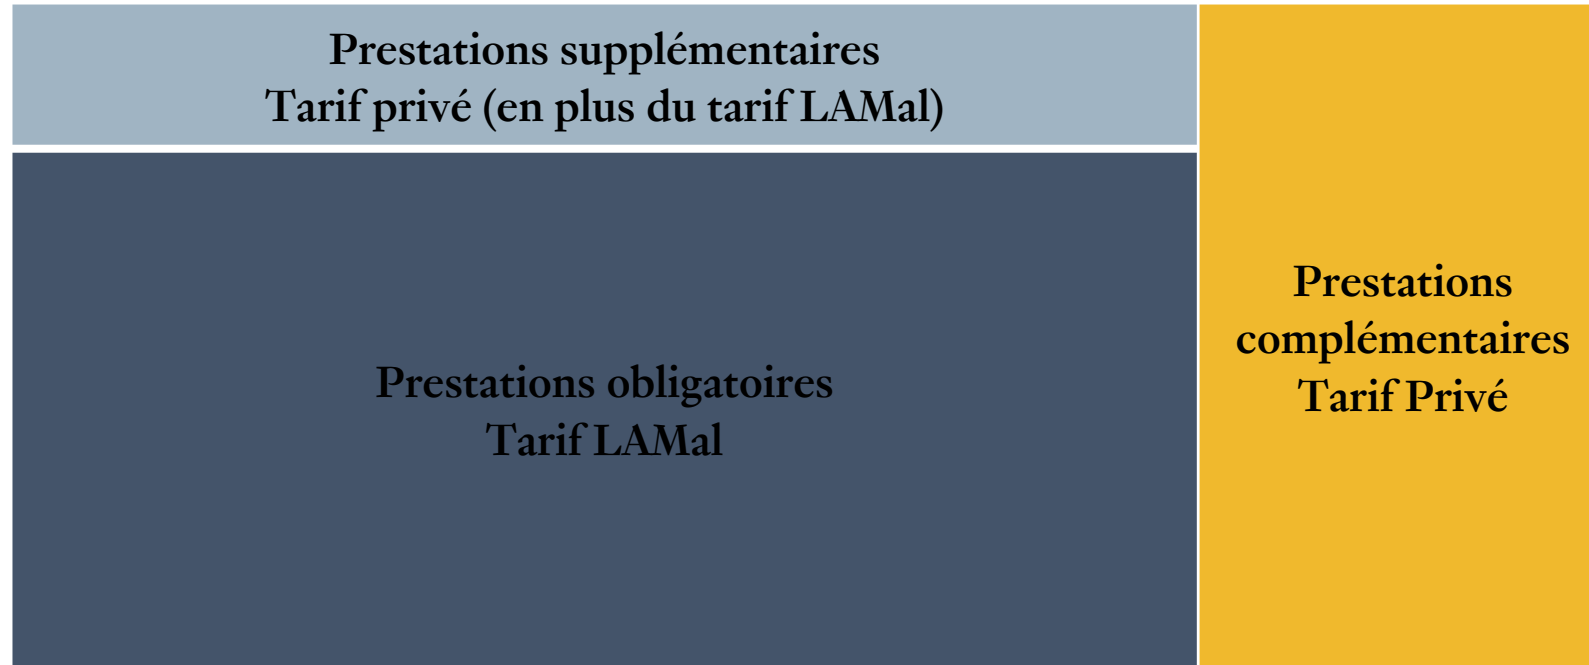 Prestations supplémentaires
Tarif privé (en plus du tarif LAMal)
Prestations obligatoires
Tarif LAMal
Prestations
complémentaires
Tarif Privé